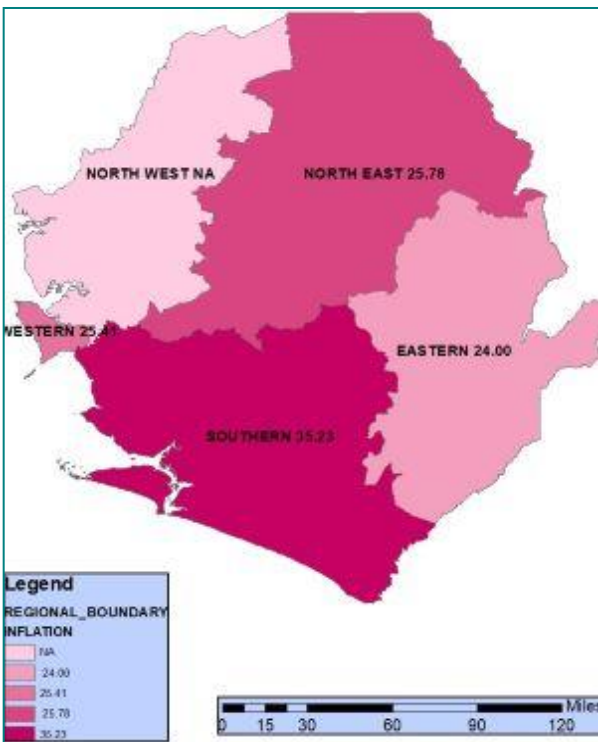 NORTH WEST NA
NORTH EAST 25.78
WESTERN 25.41
EASTERN 24.00
SOUTHERN 35.23
Legend
REGIONAL_BOUNDARY
INFLATION
NA
24.00
25.41
25.78
35.23
Miles
0 15 30 60 90 120